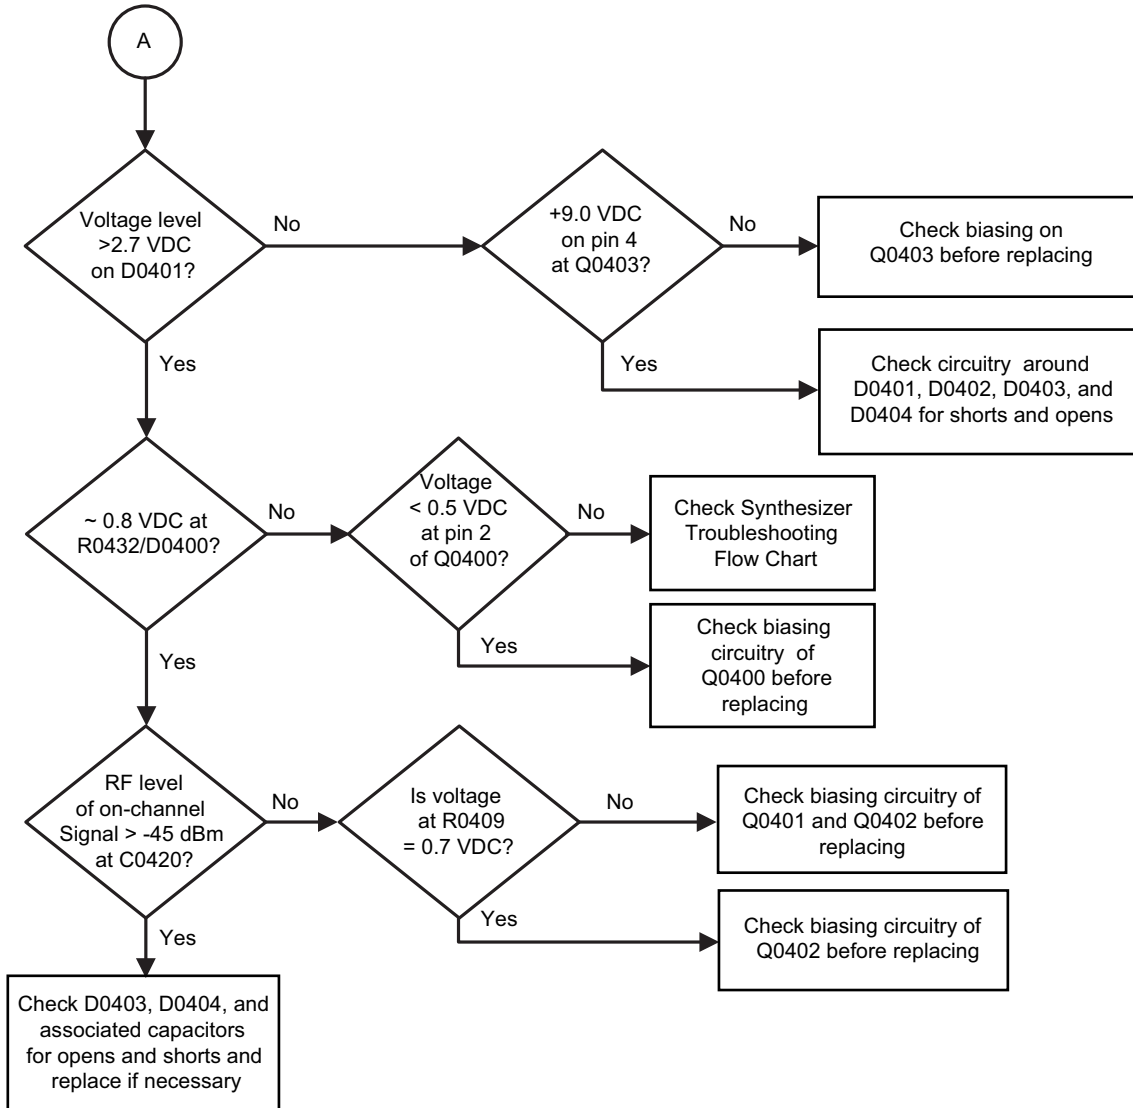 A
Voltage level
>2.7 VDC
on D0401?
No
+9.0 VDC
on pin 4
at Q0403?
No
Check biasing on
Q0403 before replacing
Yes
Yes
Check circuitry around
D0401, D0402, D0403, and
D0404 for shorts and opens
~ 0.8 VDC at
R0432/D0400?
No
Voltage
< 0.5 VDC
at pin 2
of Q0400?
No
Check Synthesizer
Troubleshooting
Flow Chart
Yes
Yes
Check biasing
circuitry of
Q0400 before
replacing
RF level
of on-channel
Signal > -45 dBm
at C0420?
No
Is voltage
at R0409
= 0.7 VDC?
No
Check biasing circuitry of
Q0401 and Q0402 before
replacing
Yes
Yes
Check biasing circuitry of
Q0402 before replacing
Check D0403, D0404, and
associated capacitors
for opens and shorts and
replace if necessary